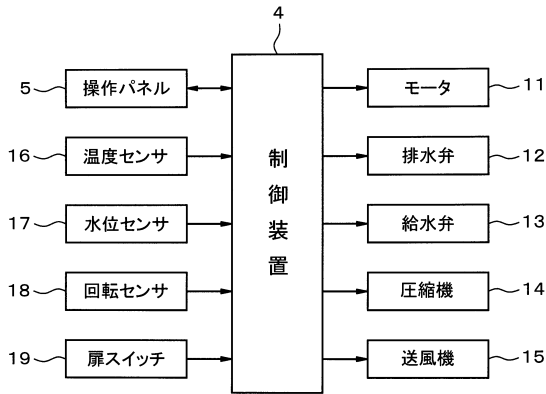 4
5 操作パネル
16 温度センサ
17 水位センサ
18 回転センサ
19 扉スイッチ
制御装置
モータ 11
排水弁 12
給水弁 13
圧縮機 14
送風機 15